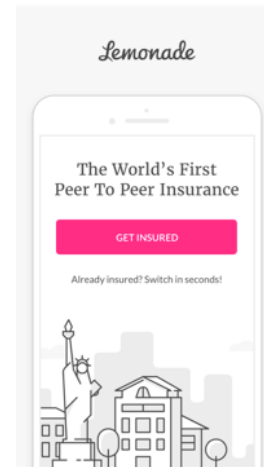 Lemonade
The World's First
Peer To Peer Insurance
GET INSURED
Already insured? Switch in seconds!